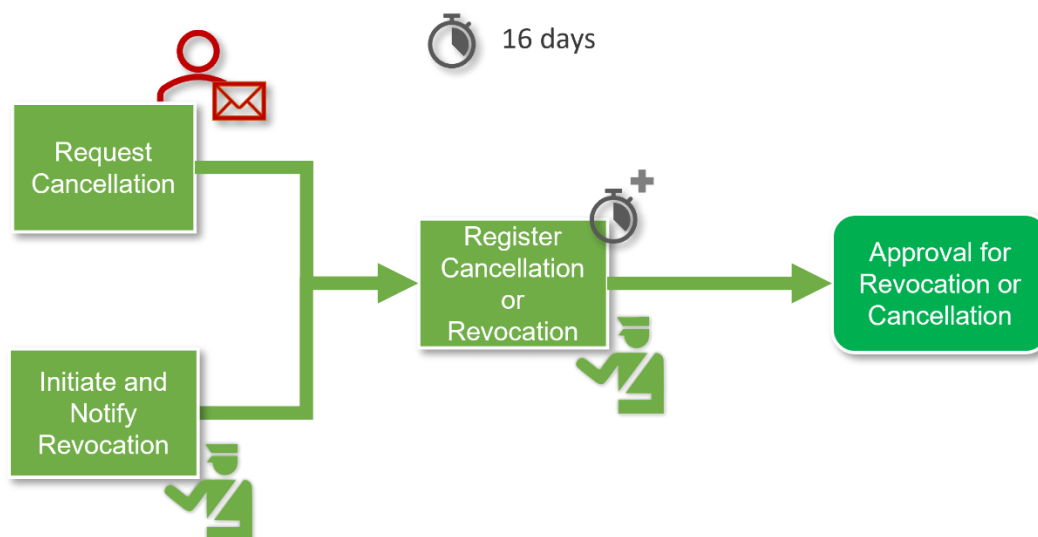 16 days
Request
Cancellation
Register
Cancellation
or
Revocation
Approval for
Revocation or
Cancellation
Initiate and
Notify
Revocation